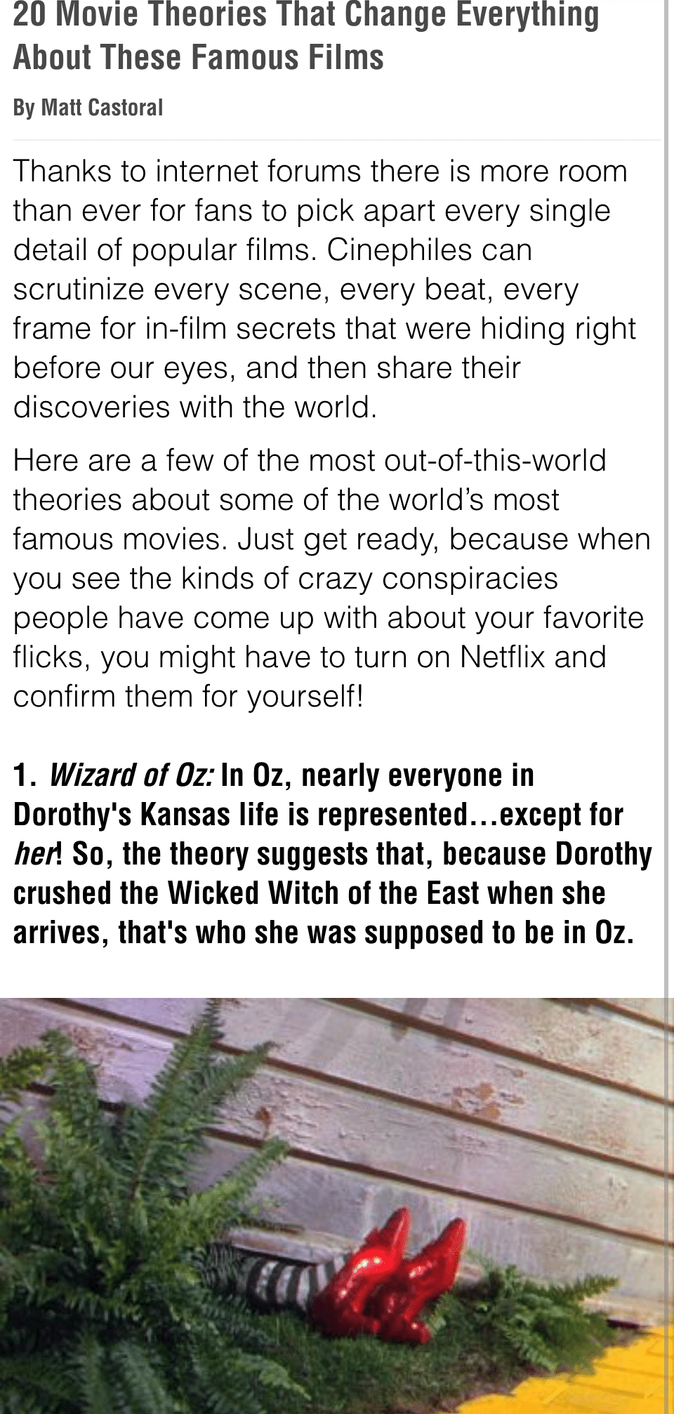 20 Movie Theories That Change Everything
About These Famous Films
By Matt Castoral
Thanks to internet forums there is more room
than ever for fans to pick apart every single
detail of popular films. Cinephiles can
scrutinize every scene, every beat, every
frame for in-film secrets that were hiding right
before our eyes, and then share their
discoveries with the world.
Here are a few of the most out-of-this-world
theories about some of the world’s most
famous movies. Just get ready, because when
you see the kinds of crazy conspiracies
people have come up with about your favorite
flicks, you might have to turn on Netflix and
confirm them for yourself!
1. Wizard of Oz: In Oz, nearly everyone in
Dorothy's Kansas life is represented...except for
her! So, the theory suggests that, because Dorothy
crushed the Wicked Witch of the East when she
arrives, that's who she was supposed to be in Oz.